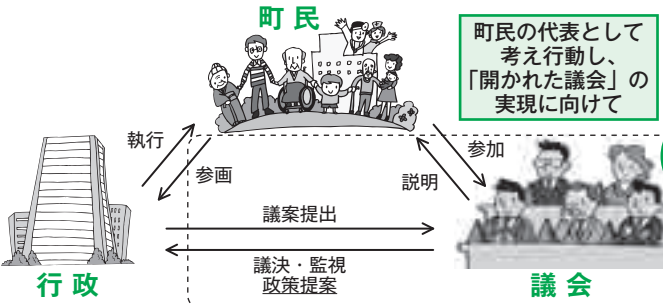 町民
町民の代表として
考え行動し、
「開かれた議会」の
実現に向けて
執行
参画
説明
参加
議案提出
議決・監視
政策提案
行政
議会